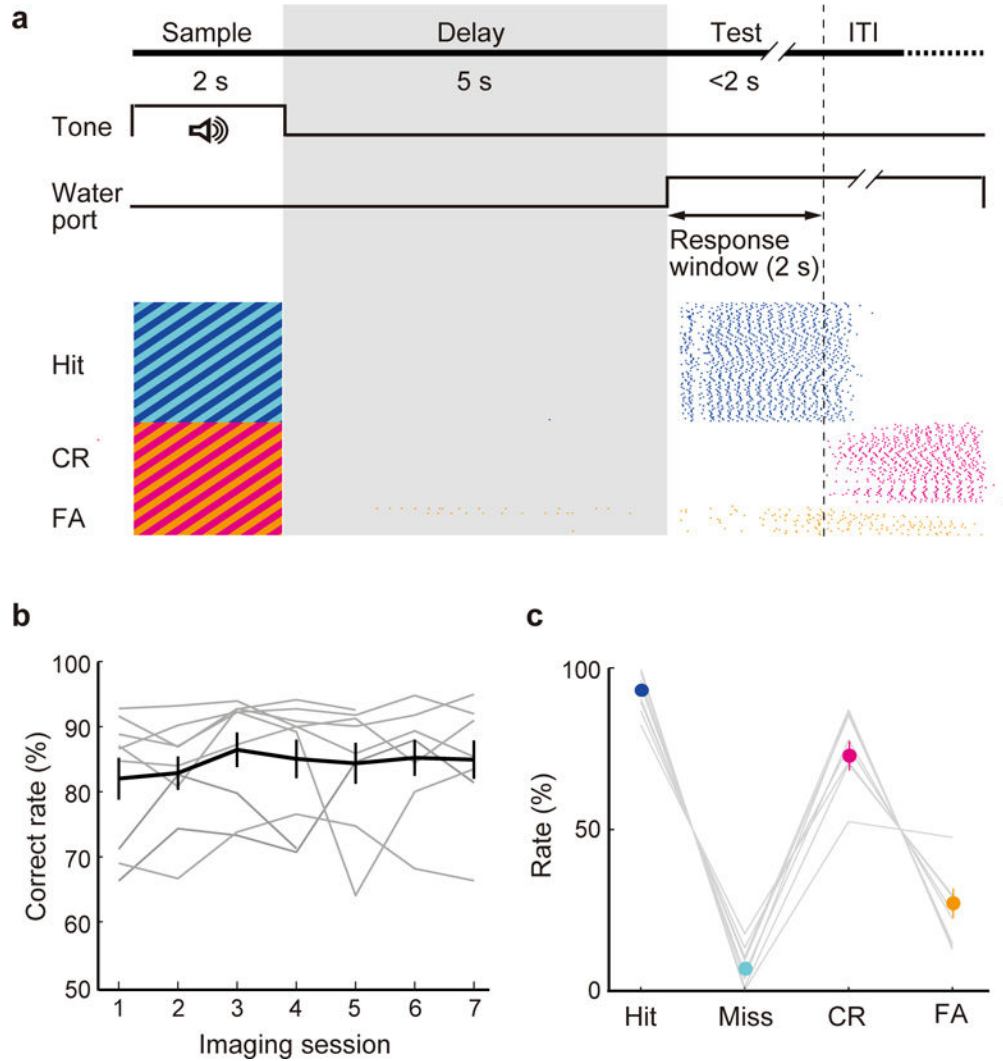 a
Sample Delay Test ITI
2 s 5 s <2 s
Tone
Water
port
Response
window (2 s)
Hit
CR
FA
b
Correct rate (%)
100
90
80
70
60
50
1 2 3 4 5 6 7
Imaging session
c
Rate (%)
100
50
0
Hit Miss CR FA